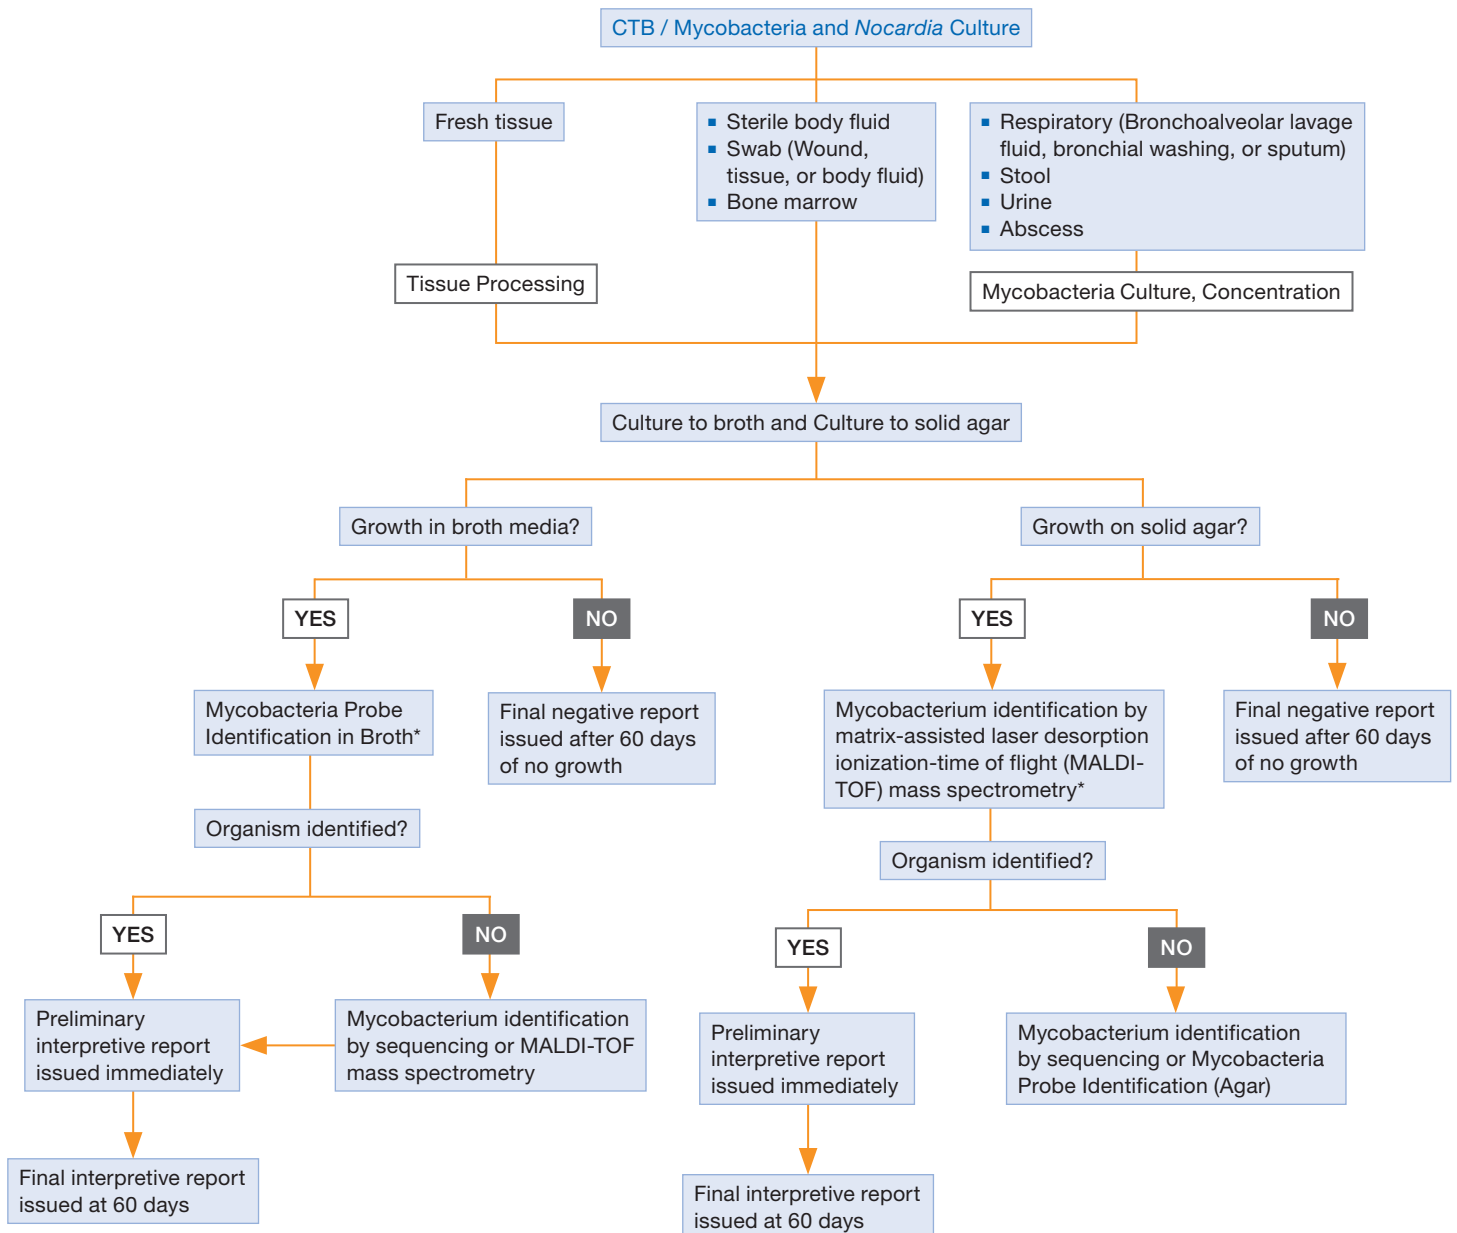 CTB / Mycobacteria and Nocardia Culture
Fresh tissue
▪ Sterile body fluid
▪ Swab (Wound,
tissue, or body fluid)
▪ Bone marrow
▪ Respiratory (Bronchoalveolar lavage
fluid, bronchial washing, or sputum)
▪ Stool
▪ Urine
▪ Abscess
Tissue Processing
Mycobacteria Culture, Concentration
Culture to broth and Culture to solid agar
Growth in broth media?
Growth on solid agar?
YES
NO
YES
NO
Mycobacteria Probe
Identification in Broth*
Final negative report
issued after 60 days
of no growth
Mycobacterium identification by
matrix-assisted laser desorption
ionization-time of flight (MALDI-
TOF) mass spectrometry*
Final negative report
issued after 60 days
of no growth
Organism identified?
Organism identified?
YES
NO
YES
NO
Preliminary
interpretive report
issued immediately
Mycobacterium identification
by sequencing or MALDI-TOF
mass spectrometry
Preliminary
interpretive report
issued immediately
Mycobacterium identification
by sequencing or Mycobacteria
Probe Identification (Agar)
Final interpretive report
issued at 60 days
Final interpretive report
issued at 60 days